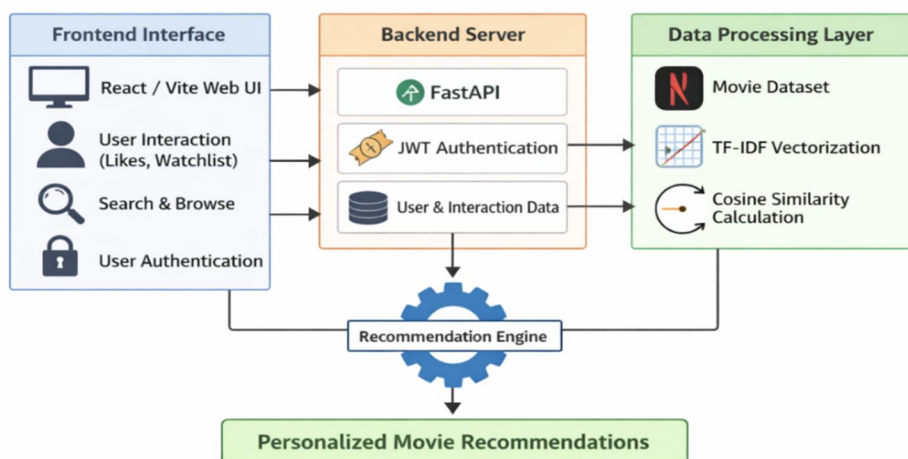 Frontend Interface
React / Vite Web UI
User Interaction
(Likes, Watchlist)
Search & Browse
User Authentication
Backend Server
FastAPI
JWT Authentication
User & Interaction Data
Data Processing Layer
N
Movie Dataset
TF-IDF Vectorization
Cosine Similarity
Calculation
Recommendation Engine
Personalized Movie Recommendations